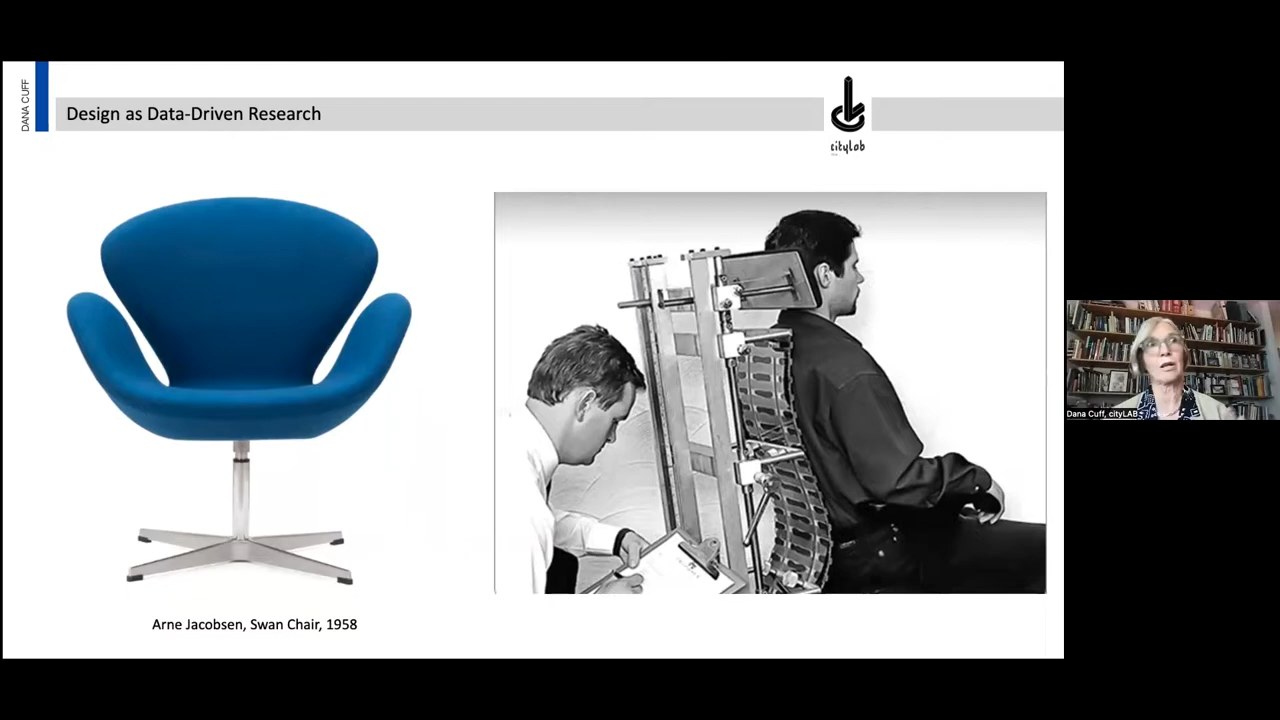 DANA CUFF
Design as Data-Driven Research
cityLab
Arne Jacobsen, Swan Chair, 1958
Dana Cuff, cityLAB